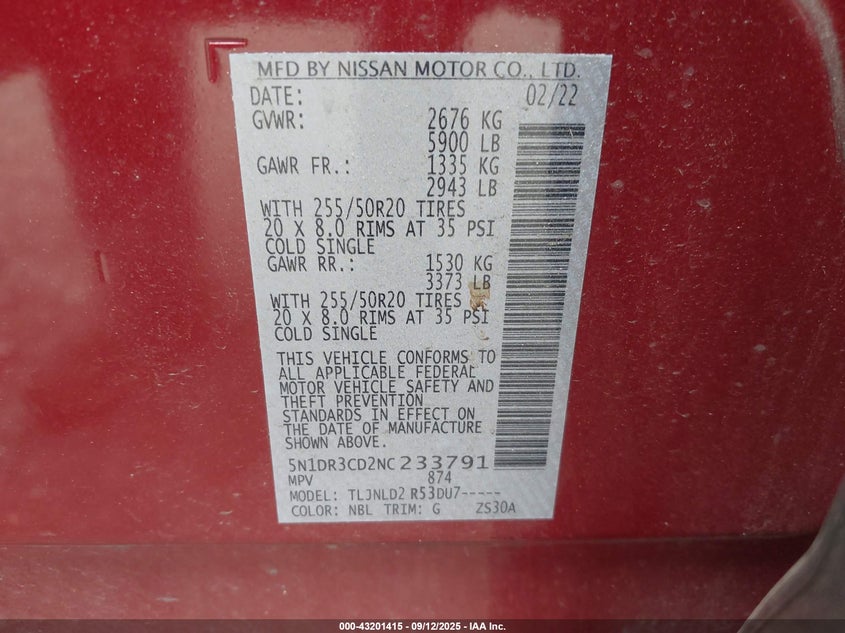 MFD BY NISSAN MOTOR CO., LTD.
DATE: 02/22
GVWR: 2676 KG
5900 LB
GAWR FR.: 1335 KG
2943 LB
WITH 255/50R20 TIRES
20 X 8.0 RIMS AT 35 PSI
COLD SINGLE
GAWR RR.: 1530 KG
3373 LB
WITH 255/50R20 TIRES
20 X 8.0 RIMS AT 35 PSI
COLD SINGLE
THIS VEHICLE CONFORMS TO
ALL APPLICABLE FEDERAL
MOTOR VEHICLE SAFETY AND
THEFT PREVENTION
STANDARDS IN EFFECT ON
THE DATE OF MANUFACTURE
SHOWN ABOVE.
5N1DR3CD2NC233791
MPV 874
MODEL: TLJNLD2 R53DU7-----
COLOR: NBL TRIM: G ZS30A
000-43201415 - 09/12/2025 - IAA Inc.